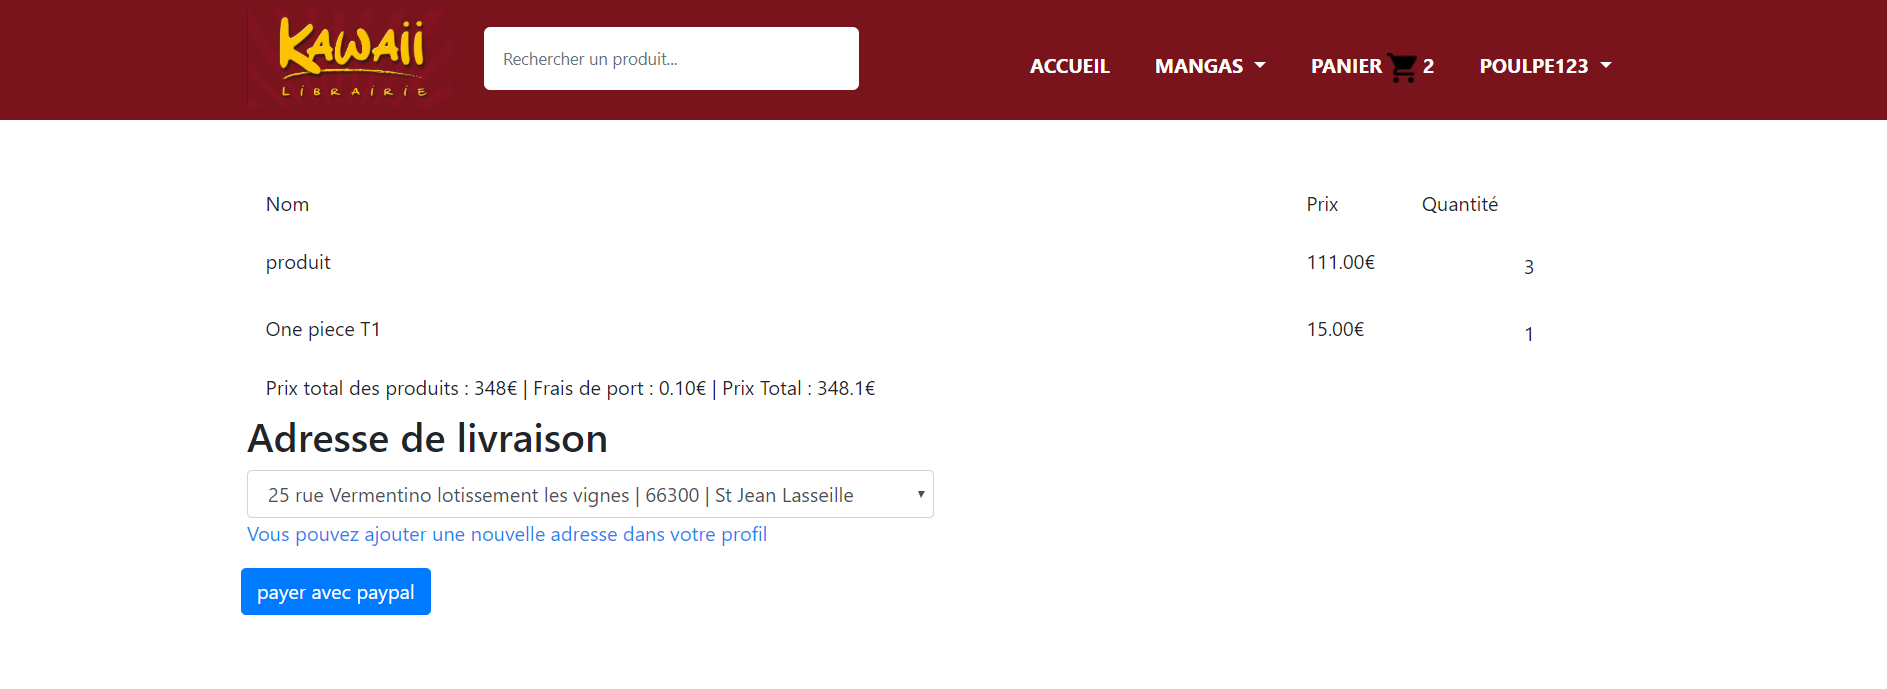 KAWAII
LIBRAIRIE
Rechercher un produit...
ACCUEIL MANGAS PANIER 2 POULPE123
Nom Prix Quantité
produit 111.00€ 3
One piece T1 15.00€ 1
Prix total des produits : 348€ | Frais de port : 0.10€ | Prix Total : 348.1€
Adresse de livraison
25 rue Vermentino lotissement les vignes | 66300 | St Jean Lasseille
Vous pouvez ajouter une nouvelle adresse dans votre profil
payer avec paypal